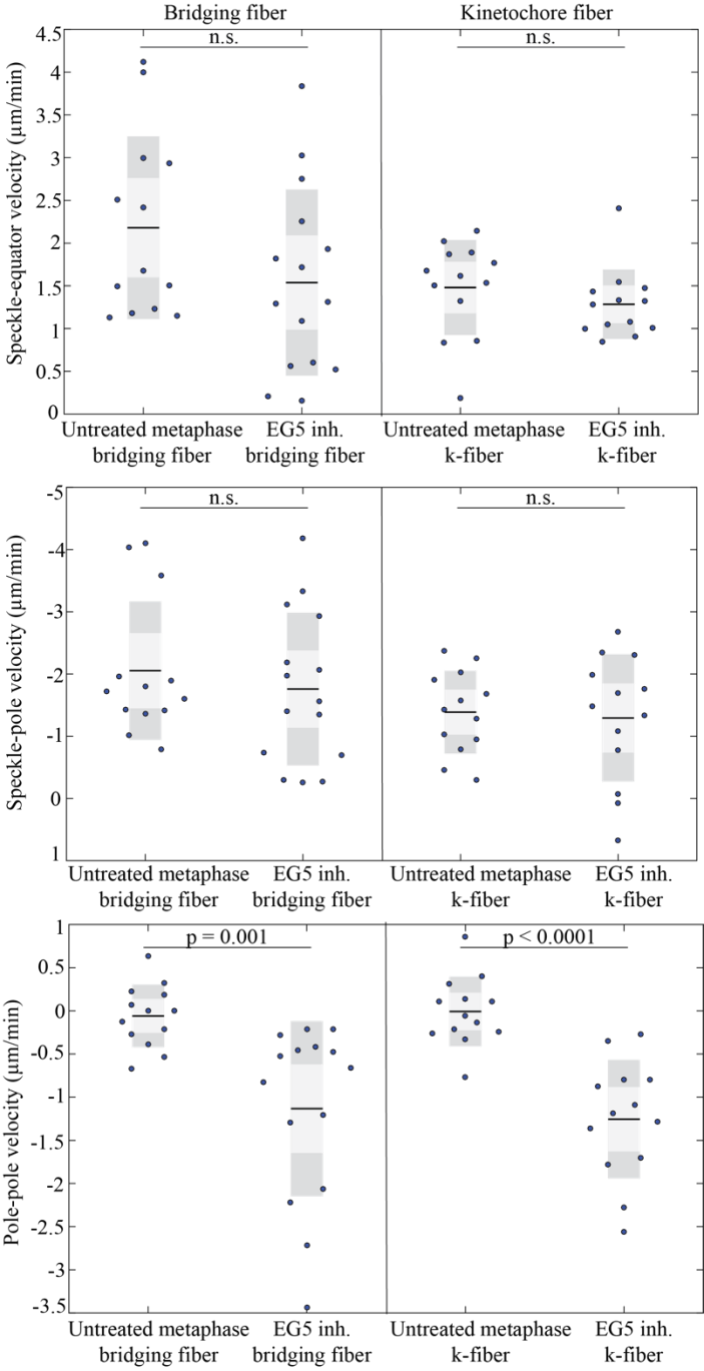 Bridging fiber
Kinetochore fiber
n.s.
n.s.
Speckle-equator velocity (µm/min)
4.5
4
3.5
3
2.5
2
1.5
1
0.5
0
Untreated metaphase
bridging fiber
EG5 inh.
bridging fiber
Untreated metaphase
k-fiber
EG5 inh.
k-fiber
n.s.
n.s.
Speckle-pole velocity (µm/min)
-5
-4
-3
-2
-1
0
1
Untreated metaphase
bridging fiber
EG5 inh.
bridging fiber
Untreated metaphase
k-fiber
EG5 inh.
k-fiber
p = 0.001
p < 0.0001
Pole-pole velocity (µm/min)
1
0.5
0
-0.5
-1
-1.5
-2
-2.5
-3
-3.5
Untreated metaphase
bridging fiber
EG5 inh.
bridging fiber
Untreated metaphase
k-fiber
EG5 inh.
k-fiber